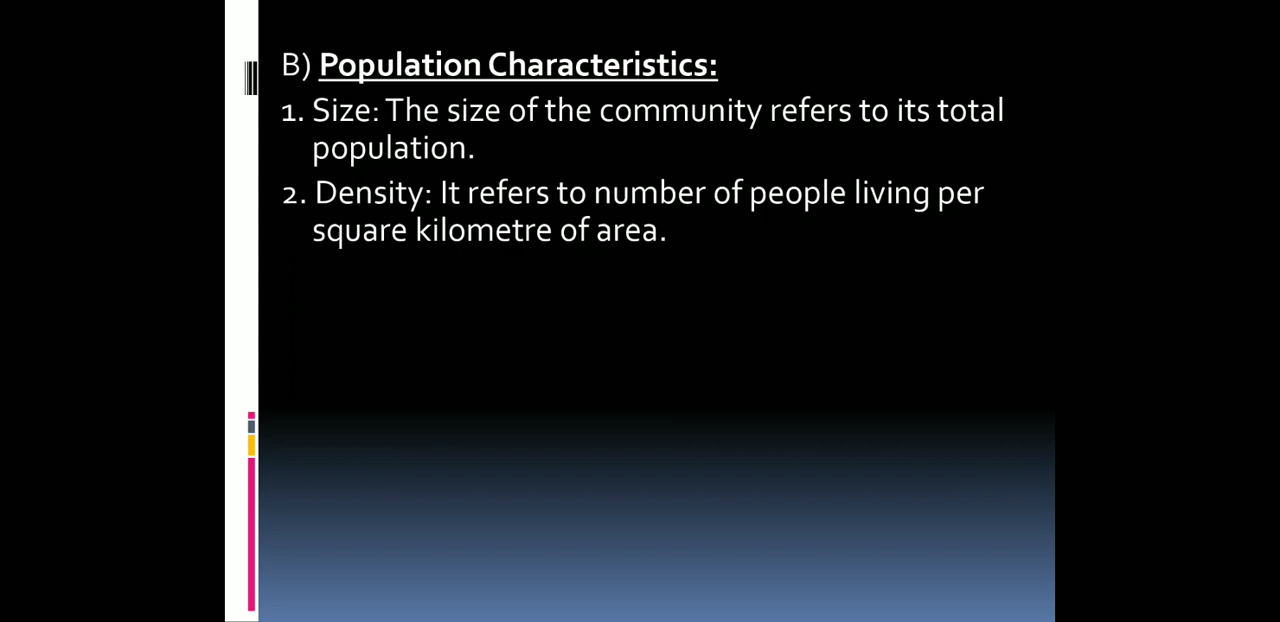 B) Population Characteristics:
1. Size: The size of the community refers to its total
population.
2. Density: It refers to number of people living per
square kilometre of area.